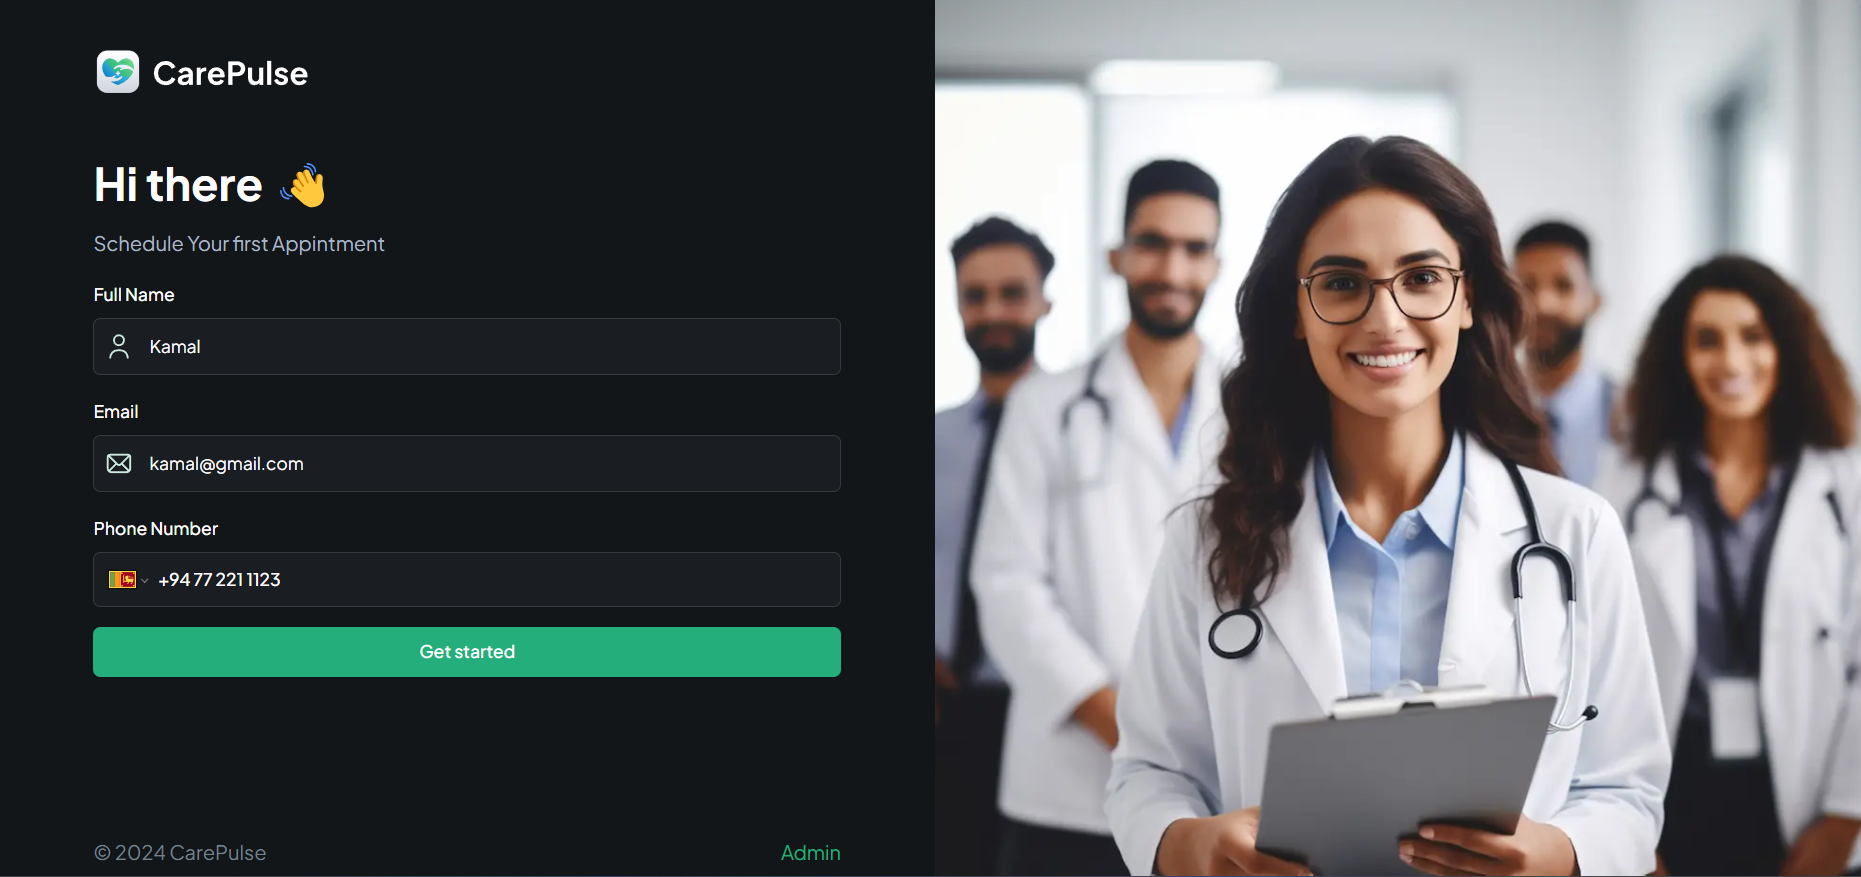 CarePulse
Hi there 👋
Schedule Your first Appintment
Full Name
Kamal
Email
kamal@gmail.com
Phone Number
+94 77 221 1123
Get started
© 2024 CarePulse
Admin